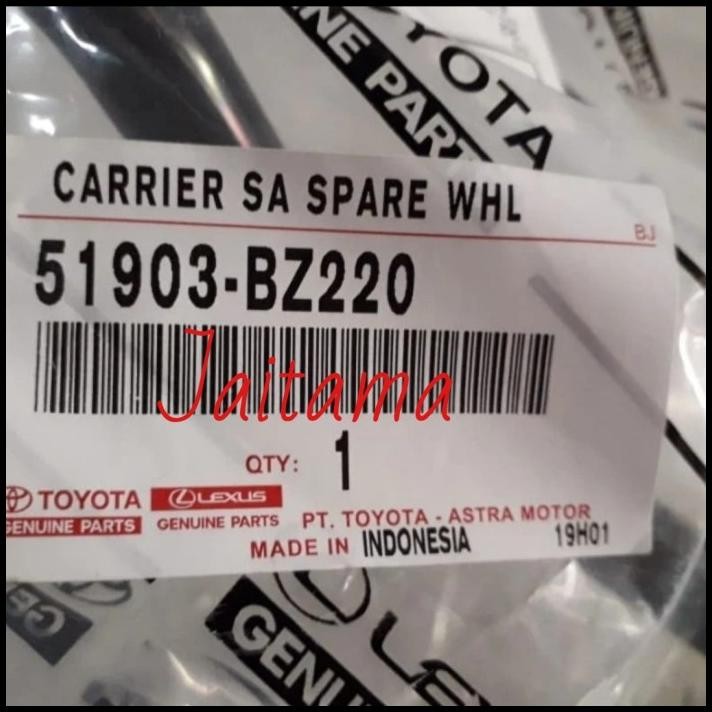 TOYOTA
GENUINE PARTS
CARRIER SA SPARE WHL
BJ
51903-BZ220
Jaitama
QTY: 1
TOYOTA LEXUS
GENUINE PARTS GENUINE PARTS PT. TOYOTA - ASTRA MOTOR
MADE IN INDONESIA 19H01
GENUINE